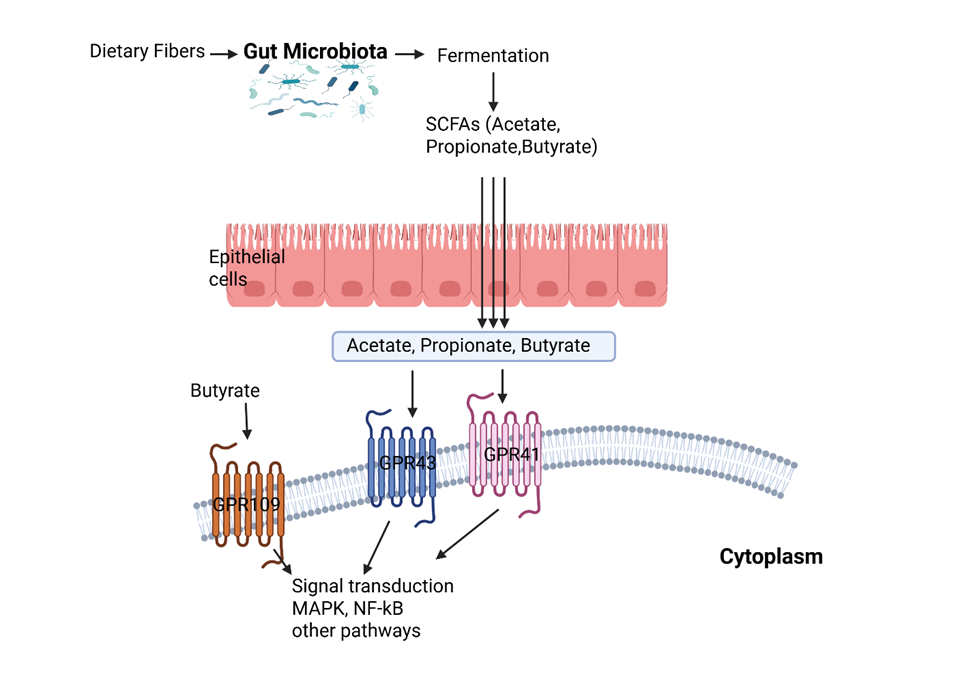 Dietary Fibers
Gut Microbiota
Fermentation
SCFAs (Acetate,
Propionate,Butyrate)
Epithelial
cells
Acetate, Propionate, Butyrate
Butyrate
GPR109
GPR43
GPR41
Cytoplasm
Signal transduction
MAPK, NF-kB
other pathways